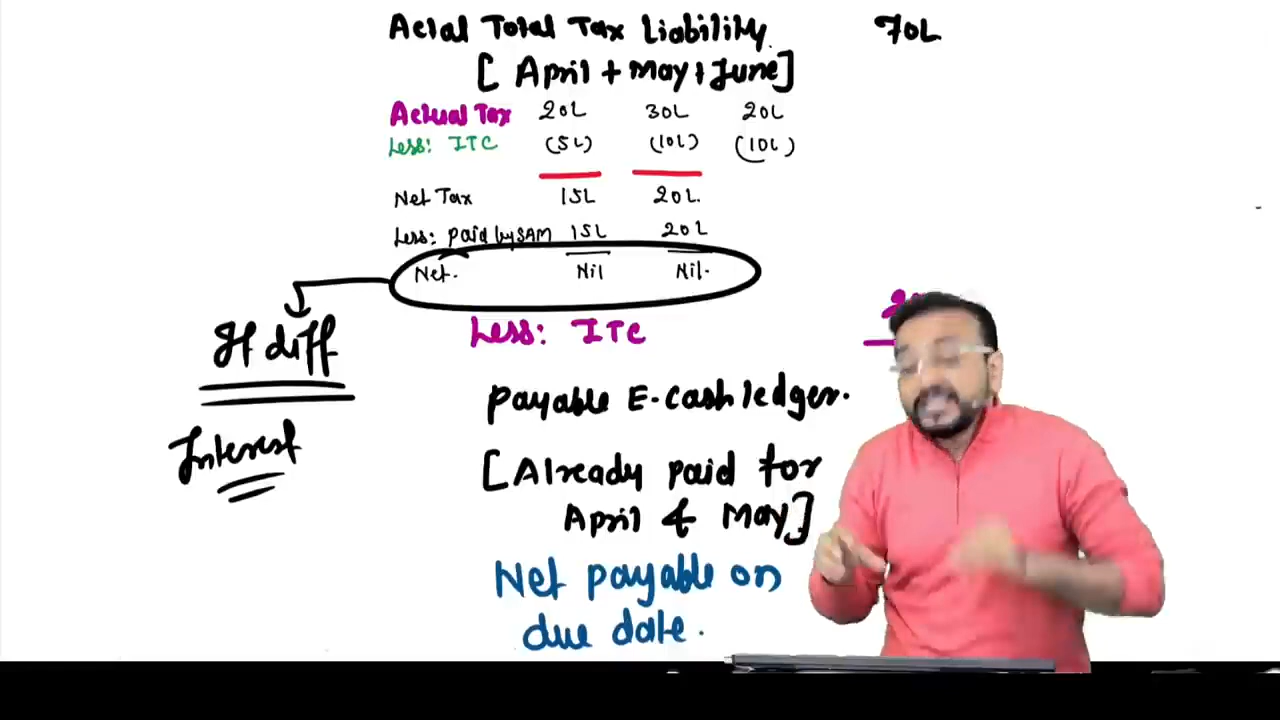 Actal Total Tax Liability. 70L
[ April + May + June]
Actual Tax 20L 30L 20L
Less: ITC (5L) (10L) (10L)
Net Tax 15L 20L.
Less: Paid by SAM 15L 20L
Net. Nil Nil.
If diff
Less: ITC
Interest
Payable E-cash ledger.
[Already paid for
April & May]
Net payable on
due date.